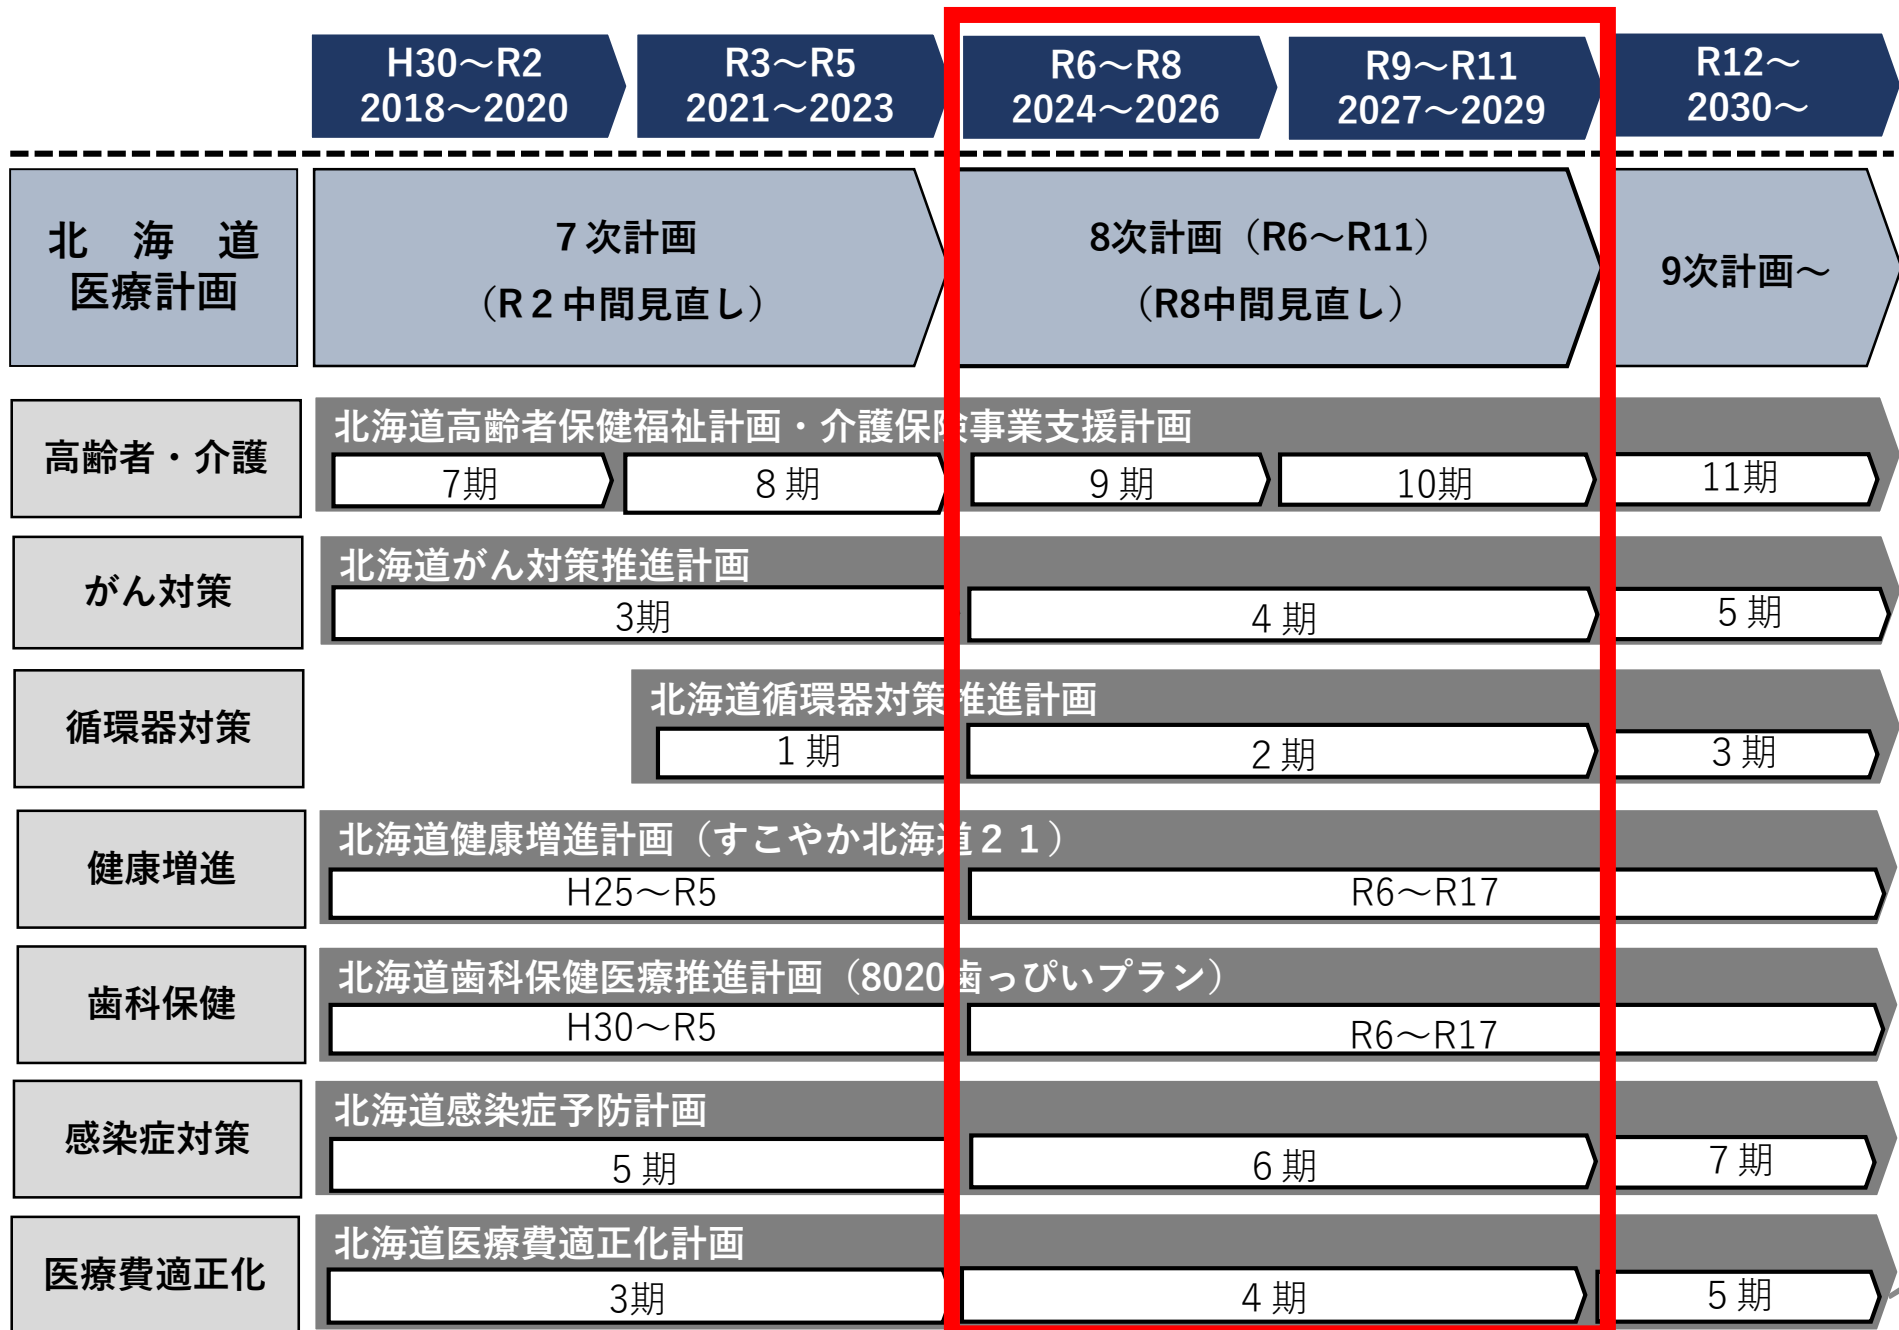 H30～R2
2018～2020
R3～R5
2021～2023
R6～R8
2024～2026
R9～R11
2027～2029
R12～
2030～
北　海　道
医療計画
７次計画
（R２中間見直し）
8次計画（R6～R11）
（R8中間見直し）
9次計画～
高齢者・介護
北海道高齢者保健福祉計画・介護保険事業支援計画
7期
８期
９期
10期
11期
がん対策
北海道がん対策推進計画
3期
４期
５期
循環器対策
北海道循環器対策推進計画
１期
２期
３期
健康増進
北海道健康増進計画（すこやか北海道２１）
H25～R5
R6～R17
歯科保健
北海道歯科保健医療推進計画（8020歯っぴいプラン）
H30～R5
R6～R17
感染症対策
北海道感染症予防計画
５期
６期
７期
医療費適正化
北海道医療費適正化計画
3期
４期
５期